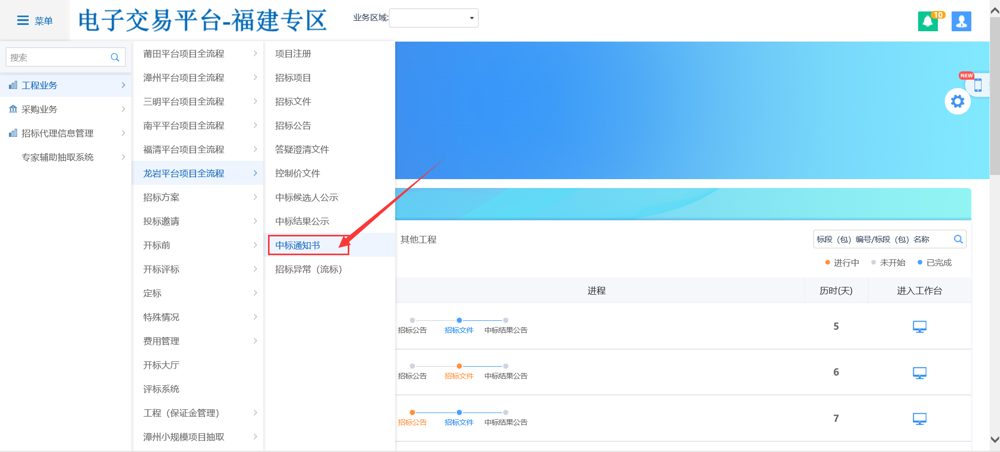 菜单
电子交易平台-福建专区
业务区域:
10
搜索
工程业务
采购业务
招标代理信息管理
专家辅助抽取系统
莆田平台项目全流程
漳州平台项目全流程
三明平台项目全流程
南平平台项目全流程
福清平台项目全流程
龙岩平台项目全流程
招标方案
投标邀请
开标前
开标评标
定标
特殊情况
费用管理
开标大厅
评标系统
工程（保证金管理）
漳州小规模项目抽取
项目注册
招标项目
招标文件
招标公告
答疑澄清文件
控制价文件
中标候选人公示
中标结果公示
中标通知书
招标异常（流标）
NEW
其他工程
标段（包）编号/标段（包）名称
进行中 未开始 已完成
进程 历时(天) 进入工作台
招标公告 招标文件 中标结果公告 5
招标公告 招标文件 中标结果公告 6
招标公告 招标文件 中标结果公告 7